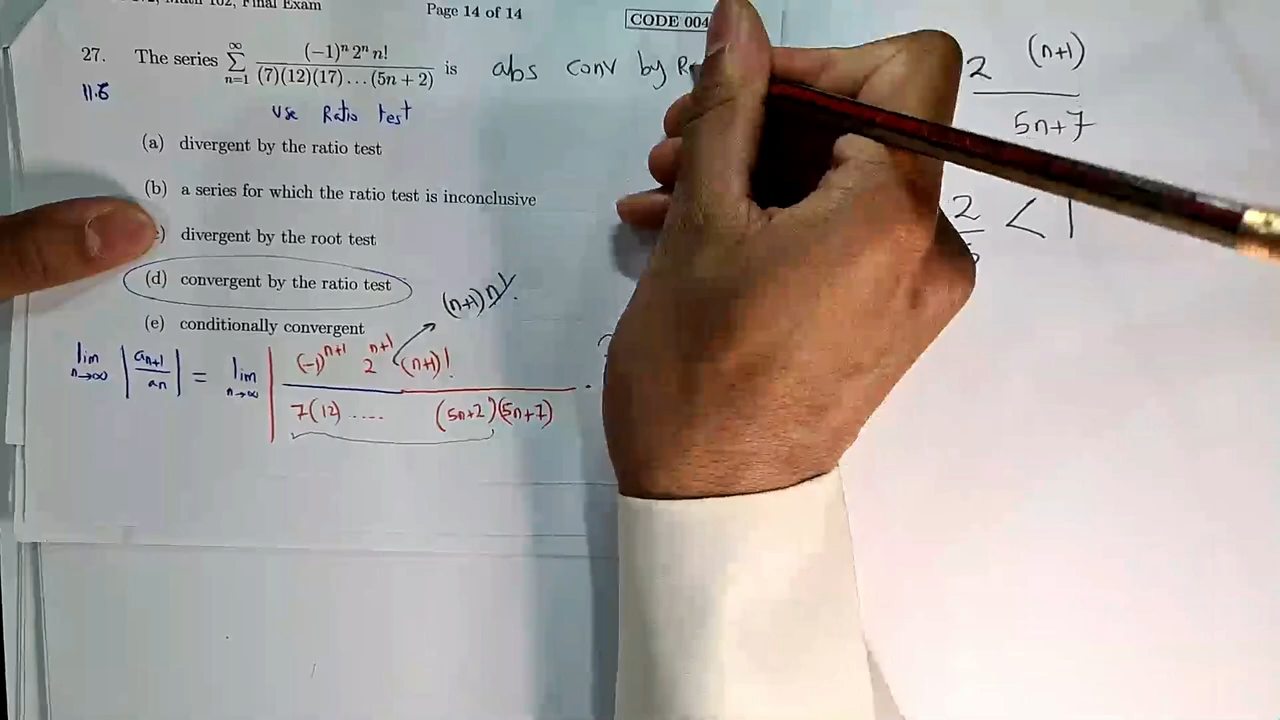 Final Exam
Page 14 of 14
CODE 004
27. The series ∑_{n=1}^{∞} (-1)^n 2^n n! / (7)(12)(17)...(5n + 2) is abs conv by
11.6
Use Ratio test
(a) divergent by the ratio test
(b) a series for which the ratio test is inconclusive
divergent by the root test
(d) convergent by the ratio test
(e) conditionally convergent
(n+1) n!
lim_{n→∞} |a_{n+1} / a_n| = lim_{n→∞} | (-1)^{n+1} 2^{n+1} (n+1)! / 7(12) .... (5n+2)(5n+7) ·
2 (n+1) / 5n+7
2 / 5 < 1